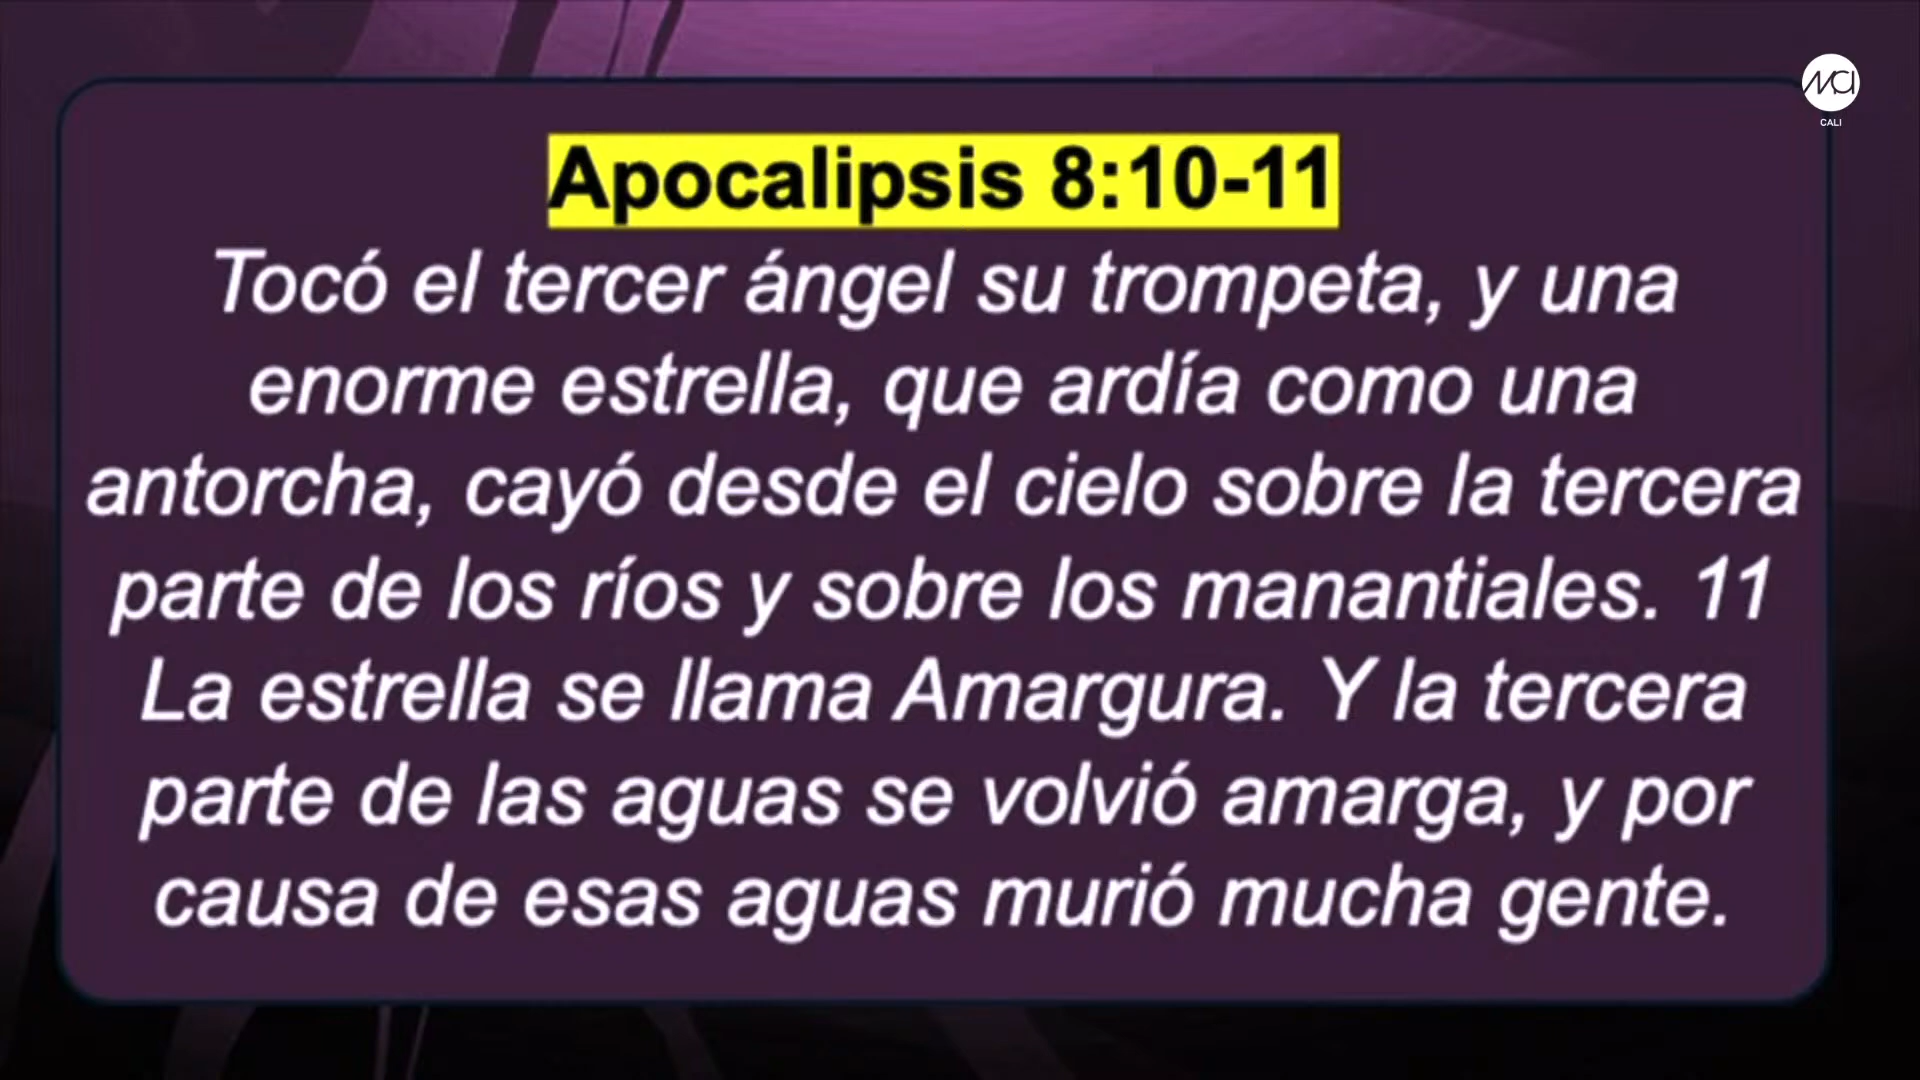 MCI
CALI
Apocalipsis 8:10-11
Tocó el tercer ángel su trompeta, y una
enorme estrella, que ardía como una
antorcha, cayó desde el cielo sobre la tercera
parte de los ríos y sobre los manantiales. 11
La estrella se llama Amargura. Y la tercera
parte de las aguas se volvió amarga, y por
causa de esas aguas murió mucha gente.